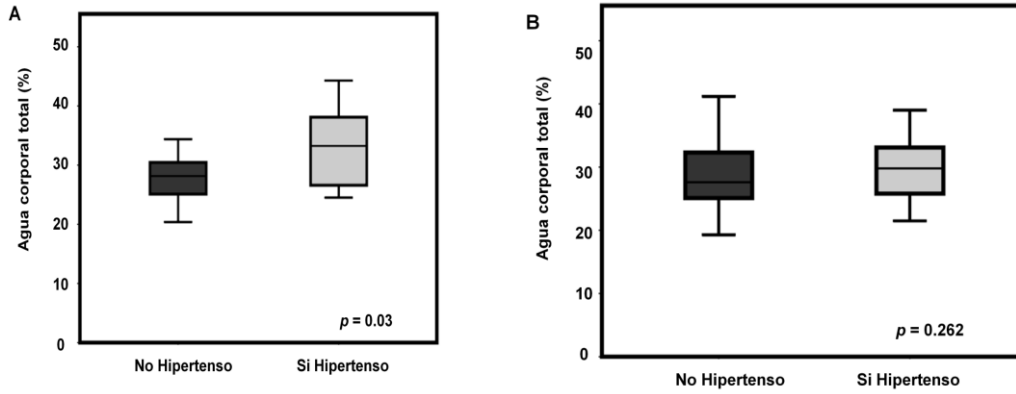 A
Agua corporal total (%)
50
40
30
20
10
0
p = 0.03
No Hipertenso
Si Hipertenso
B
Agua corporal total (%)
50
40
30
20
10
0
p = 0.262
No Hipertenso
Si Hipertenso